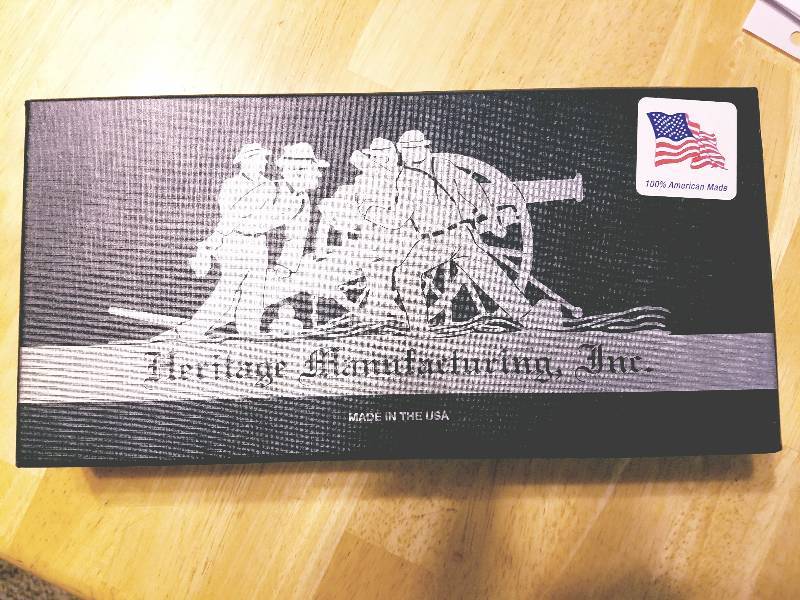 100% American Made
Heritage Manufacturing, Inc.
MADE IN THE USA